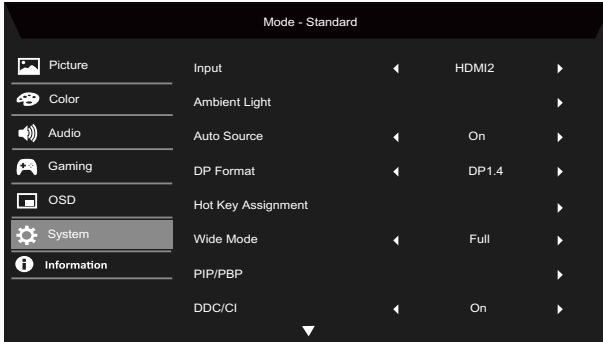 Mode - Standard
Picture
Color
Audio
Gaming
OSD
System
Information
Input HDMI2
Ambient Light
Auto Source On
DP Format DP1.4
Hot Key Assignment
Wide Mode Full
PIP/PBP
DDC/CI On